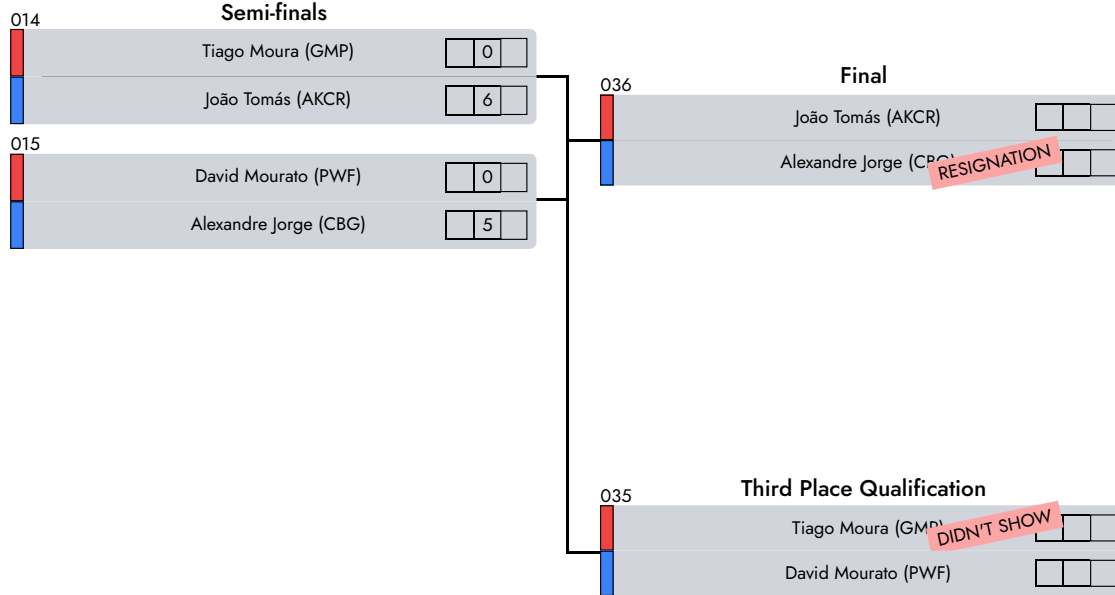 Semi-finals
014
Tiago Moura (GMP) 0
João Tomás (AKCR) 6
015
David Mourato (PWF) 0
Alexandre Jorge (CBG) 5
Final
036
João Tomás (AKCR)
Alexandre Jorge (CBG)
RESIGNATION
Third Place Qualification
035
Tiago Moura (GMP)
DIDN'T SHOW
David Mourato (PWF)